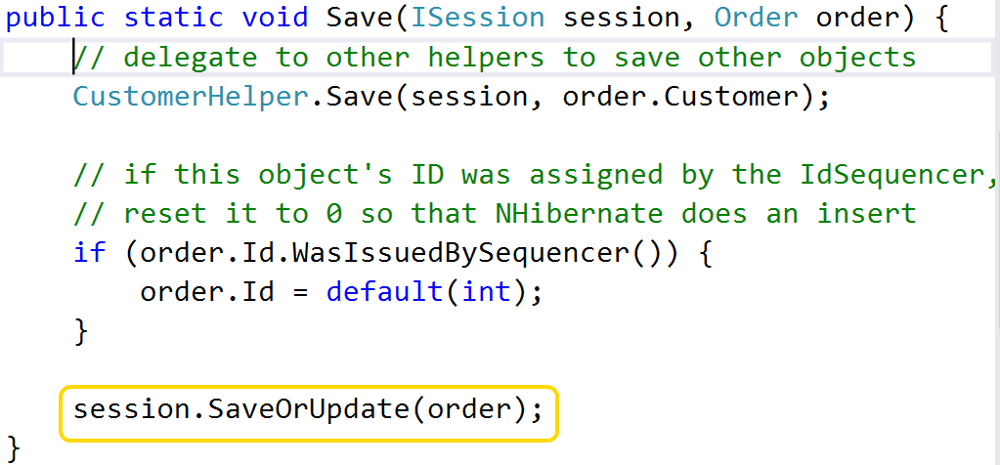 public static void Save(ISession session, Order order) {
// delegate to other helpers to save other objects
CustomerHelper.Save(session, order.Customer);
// if this object's ID was assigned by the IdSequencer,
// reset it to 0 so that NHibernate does an insert
if (order.Id.WasIssuedBySequencer()) {
order.Id = default(int);
}
session.SaveOrUpdate(order);
}